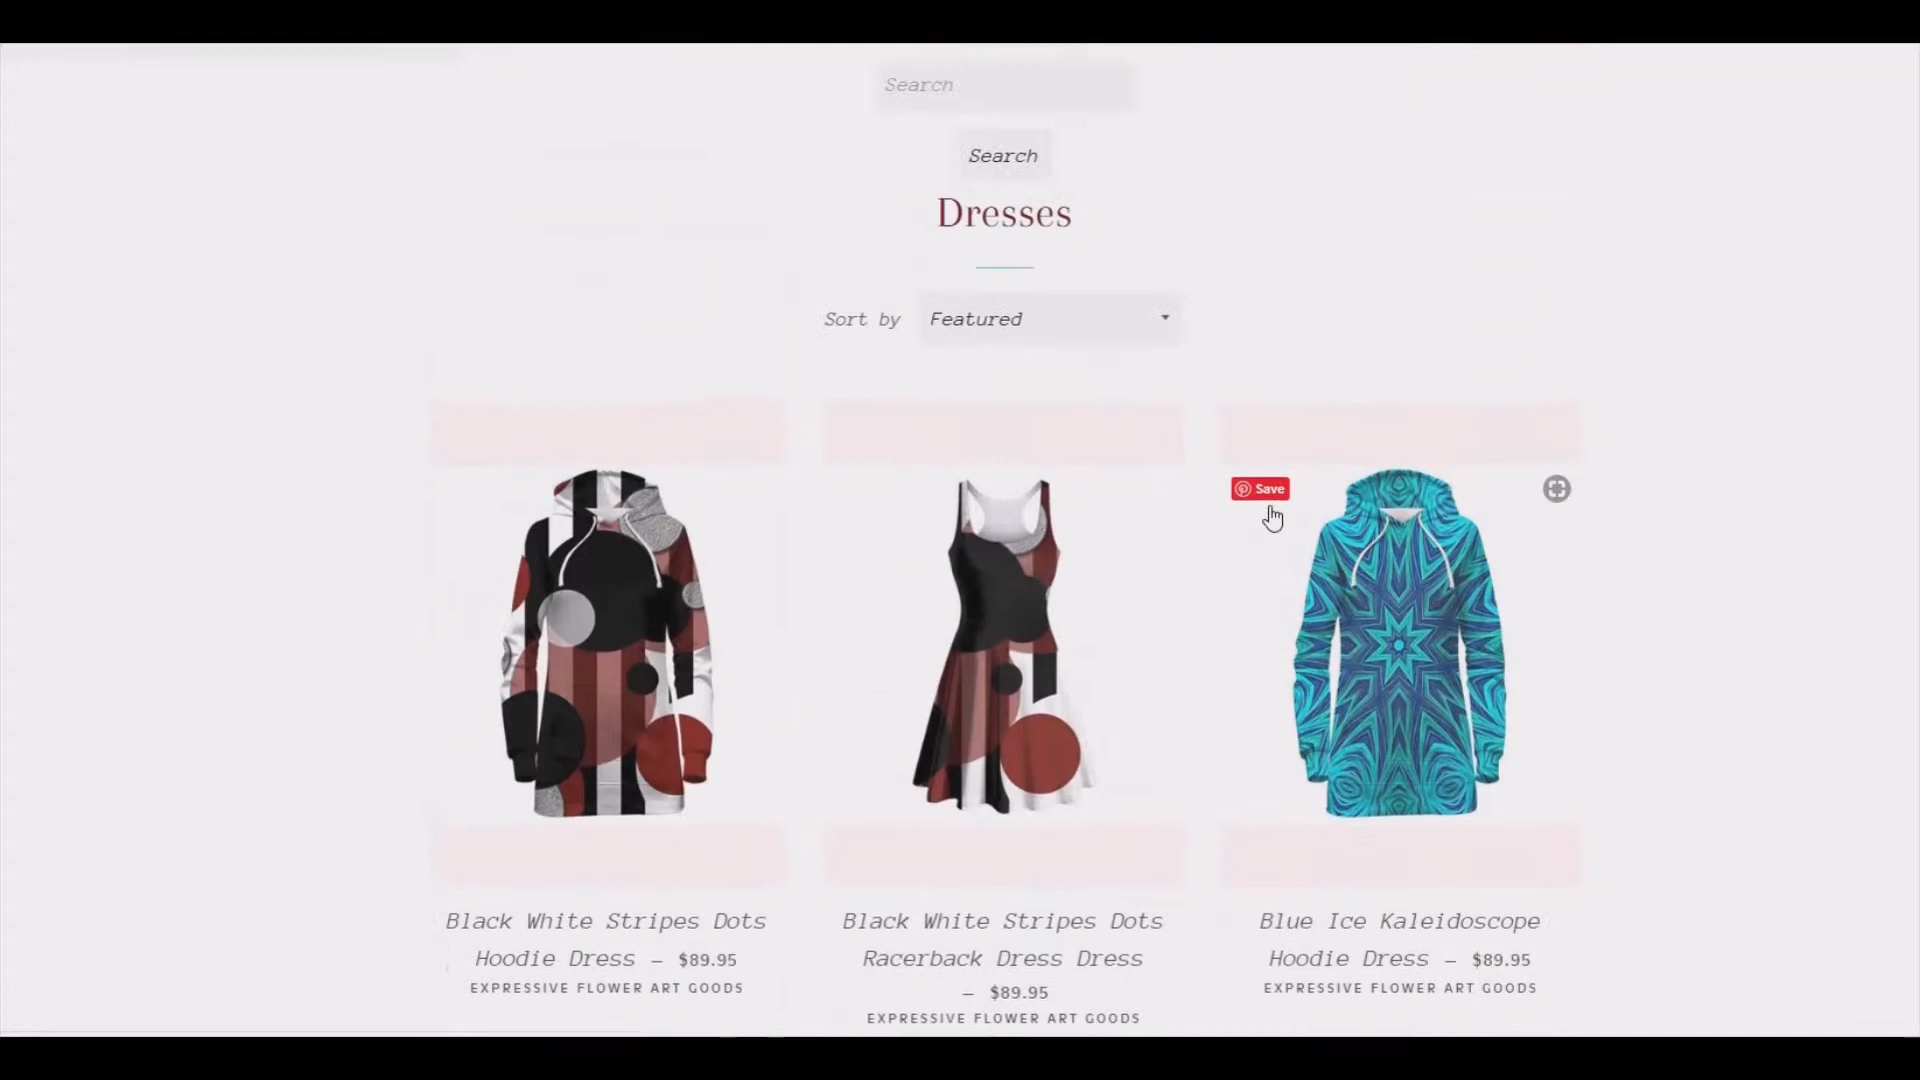 Search
Search
Dresses
Sort by Featured
Save
Black White Stripes Dots
Hoodie Dress — $89.95
EXPRESSIVE FLOWER ART GOODS
Black White Stripes Dots
Racerback Dress Dress
— $89.95
EXPRESSIVE FLOWER ART GOODS
Blue Ice Kaleidoscope
Hoodie Dress — $89.95
EXPRESSIVE FLOWER ART GOODS